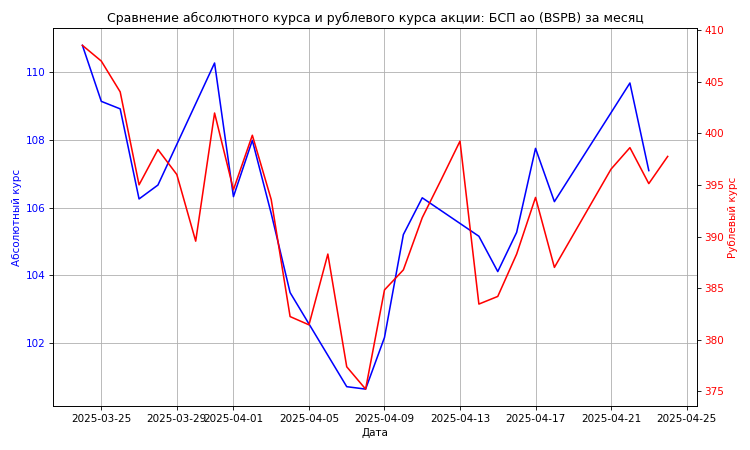 Сравнение абсолютного курса и рублевого курса акции: БСП ао (BSPB) за месяц
Абсолютный курс
110
108
106
104
102
410
405
400
395
390
385
380
375
Рублевый курс
2025-03-25 2025-03-29 2025-04-01 2025-04-05 2025-04-09 2025-04-13 2025-04-17 2025-04-21 2025-04-25
Дата